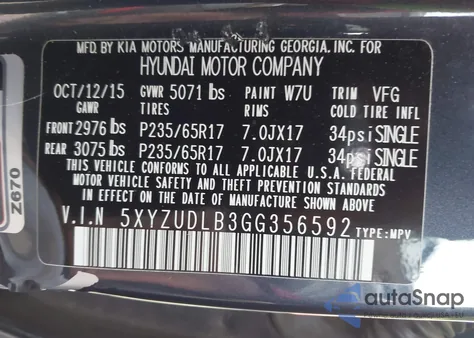 MFD. BY KIA MOTORS MANUFACTURING GEORGIA, INC. FOR
HYUNDAI MOTOR COMPANY
OCT/12/15 GVWR 5071 lbs PAINT W7U TRIM VFG
GAWR TIRES RIMS COLD TIRE INFL
FRONT 2976 lbs P235/65R17 7.0JX17 34psi SINGLE
REAR 3075 lbs P235/65R17 7.0JX17 34psi SINGLE
THIS VEHICLE CONFORMS TO ALL APPLICABLE U.S.A. FEDERAL
MOTOR VEHICLE SAFETY AND THEFT PREVENTION STANDARDS
IN EFFECT ON THE DATE OF MANUFACTURE SHOWN ABOVE.
V.I.N 5XYZUDLB3GG356592 TYPE:MPV
Z670
autaSnap